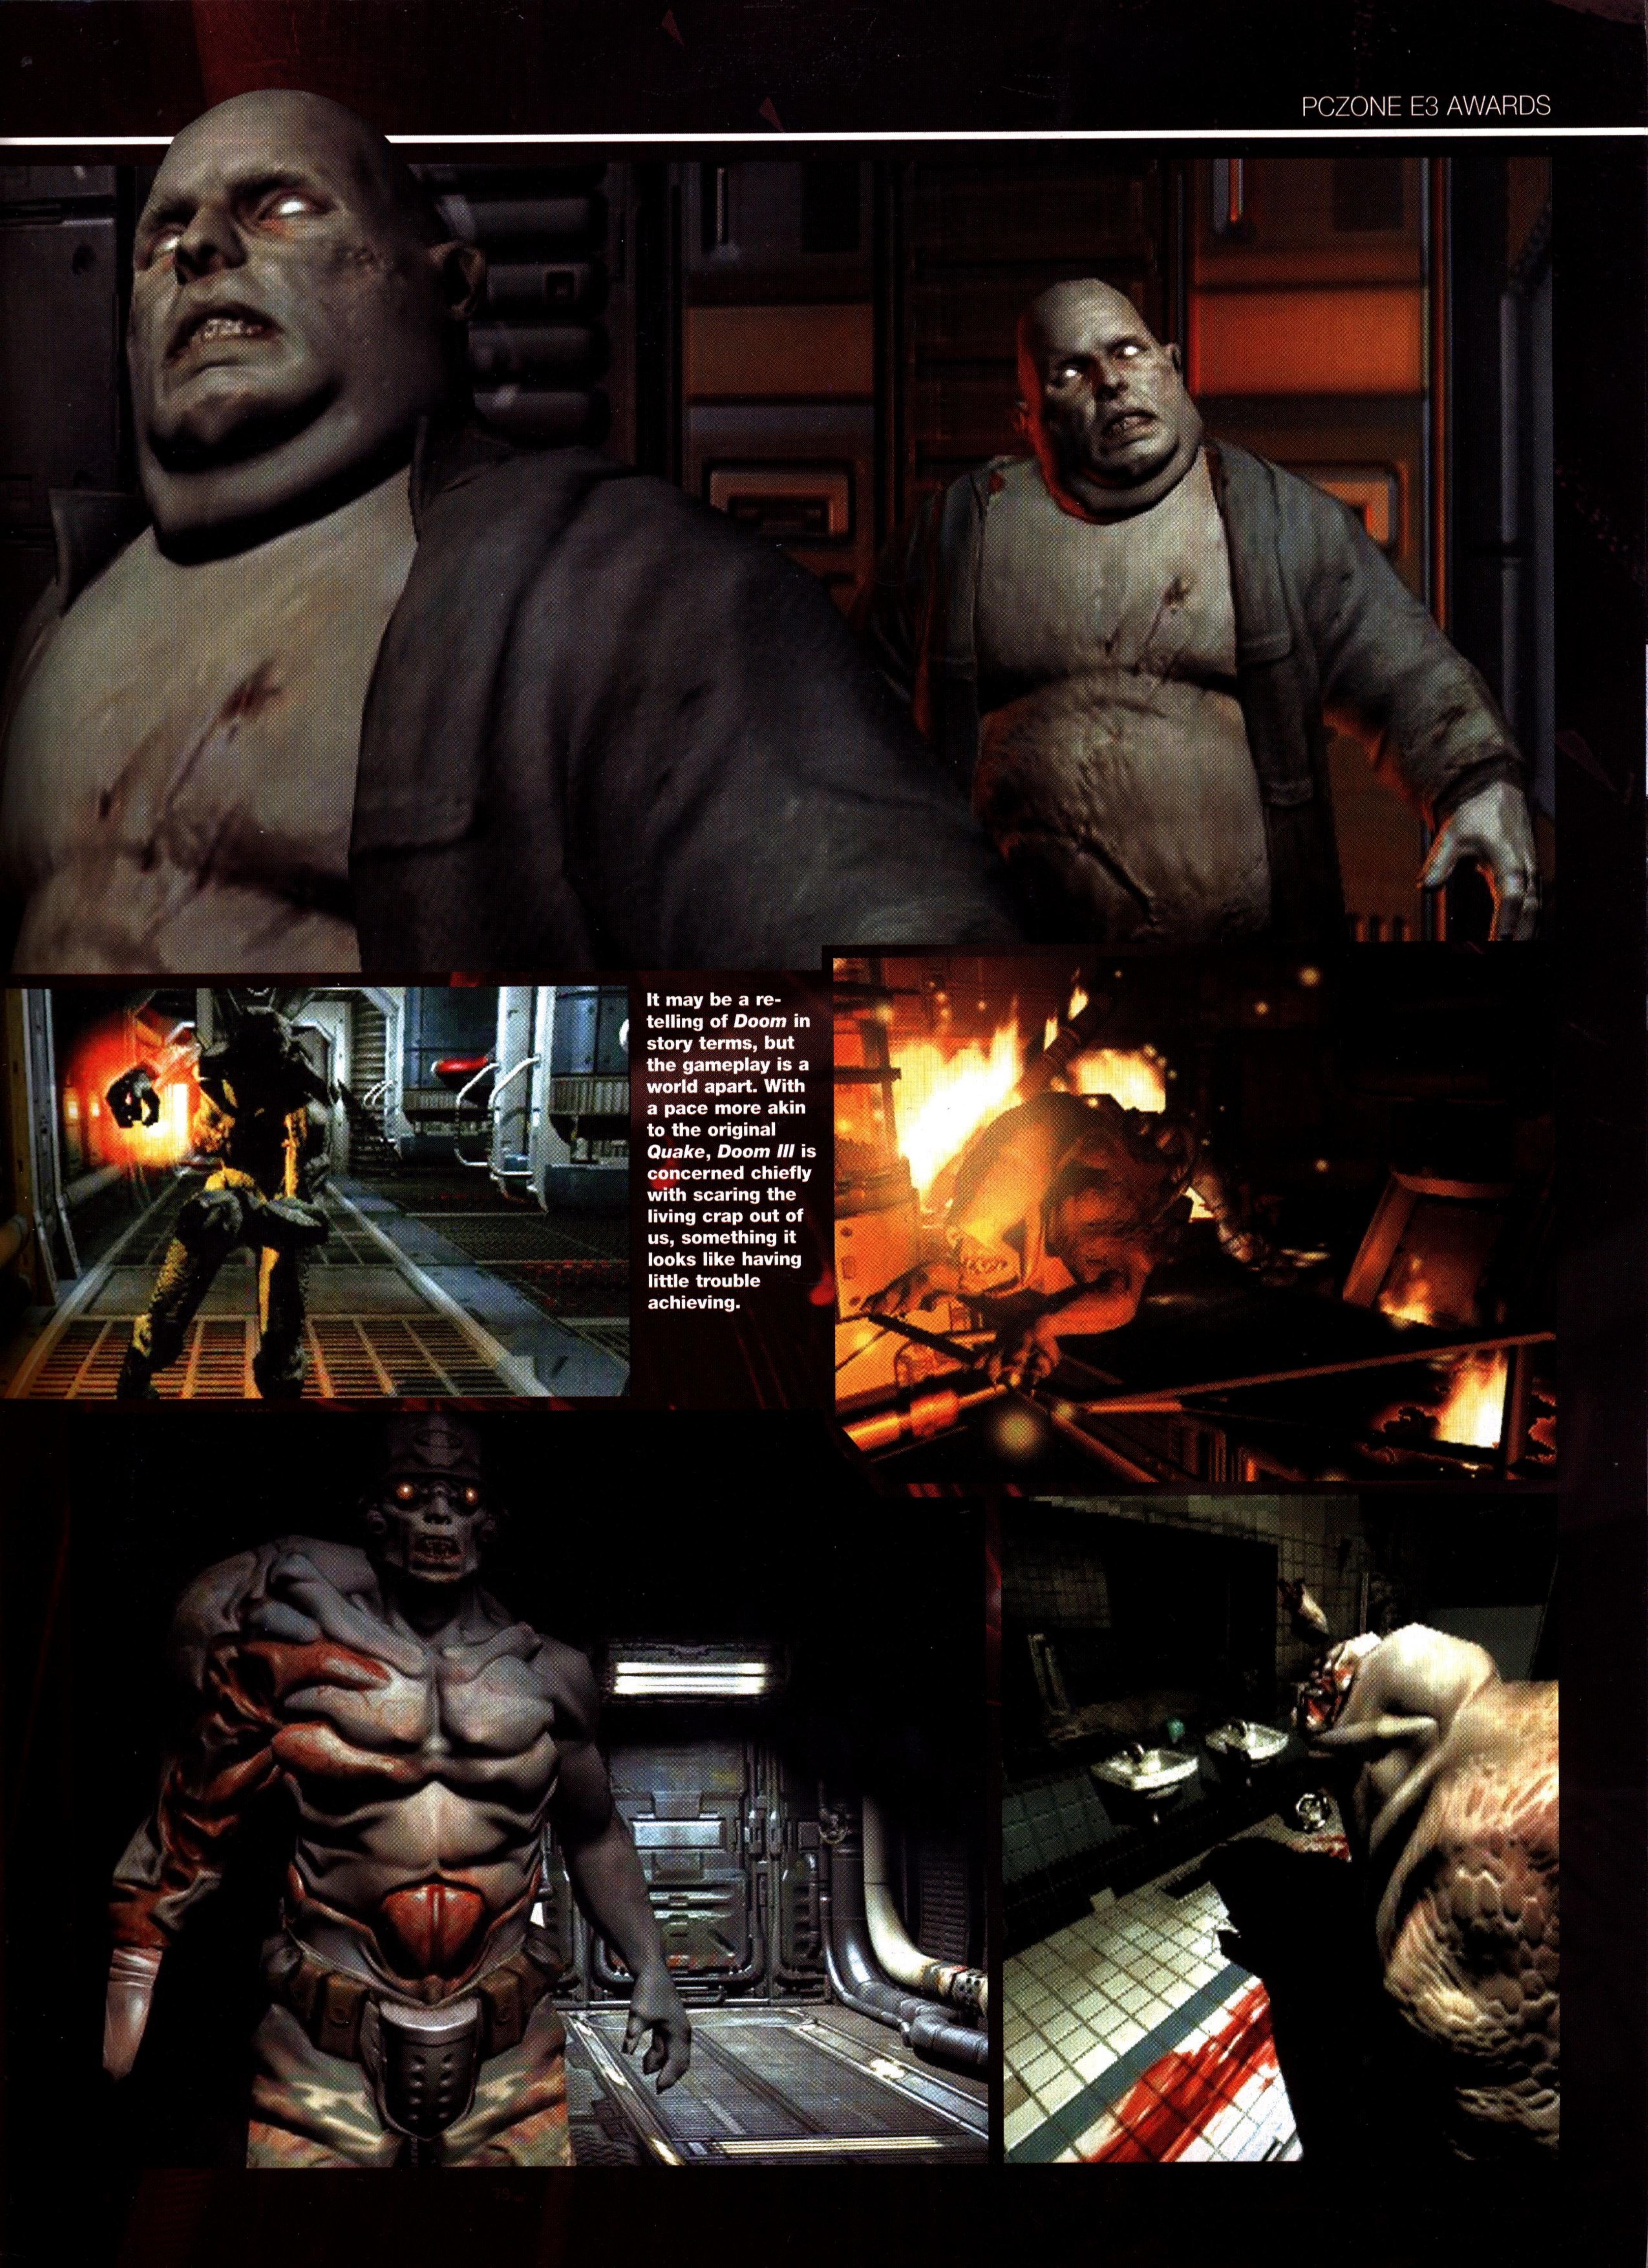 PCZONE E3 AWARDS
It may be a re-
telling of Doom in
story terms, but
the gameplay is a
world apart. With
a pace more akin
to the original
Quake, Doom III is
concerned chiefly
with scaring the
living crap out of
us, something it
looks like having
little trouble
achieving.